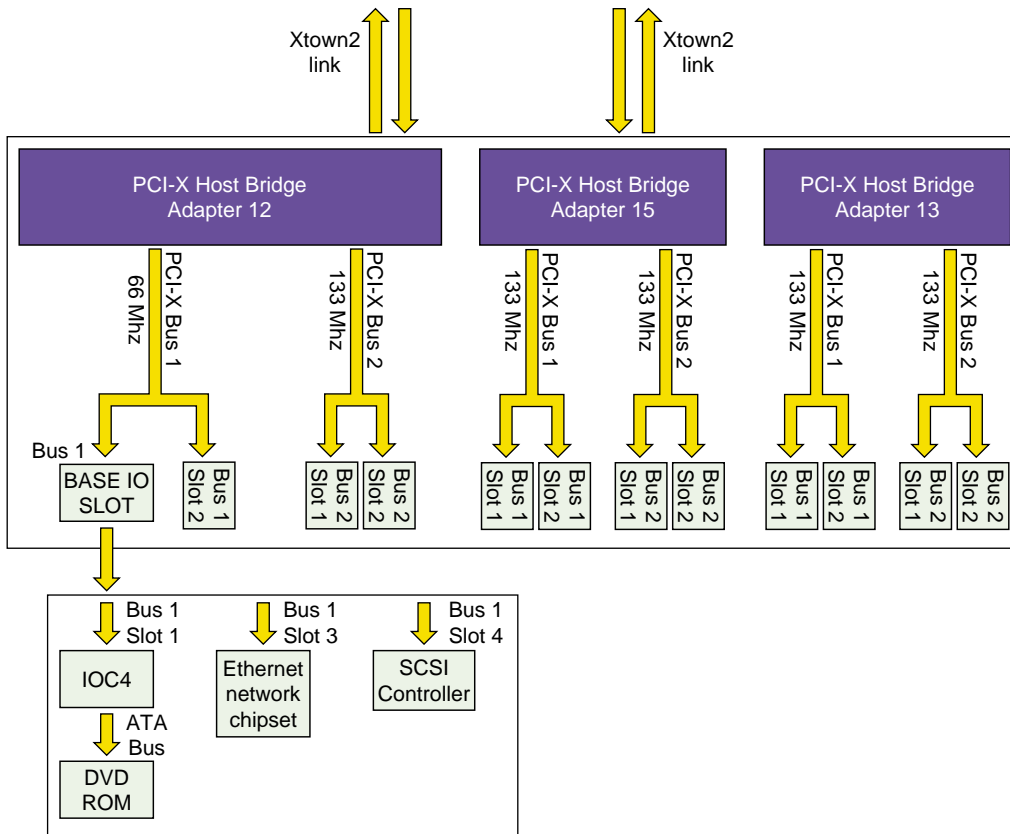 Xtown2
link
Xtown2
link
PCI-X Host Bridge
Adapter 12
PCI-X Host Bridge
Adapter 15
PCI-X Host Bridge
Adapter 13
PCI-X Bus 1
66 Mhz
PCI-X Bus 2
133 Mhz
PCI-X Bus 1
133 Mhz
PCI-X Bus 2
133 Mhz
PCI-X Bus 1
133 Mhz
PCI-X Bus 2
133 Mhz
Bus 1
BASE IO
SLOT
Bus 1
Slot 2
Bus 2
Slot 1
Bus 2
Slot 2
Bus 1
Slot 1
Bus 1
Slot 2
Bus 2
Slot 1
Bus 2
Slot 2
Bus 1
Slot 1
Bus 1
Slot 2
Bus 2
Slot 1
Bus 2
Slot 2
Bus 1
Slot 1
Bus 1
Slot 3
Bus 1
Slot 4
IOC4
Ethernet
network
chipset
SCSI
Controller
ATA
Bus
DVD
ROM